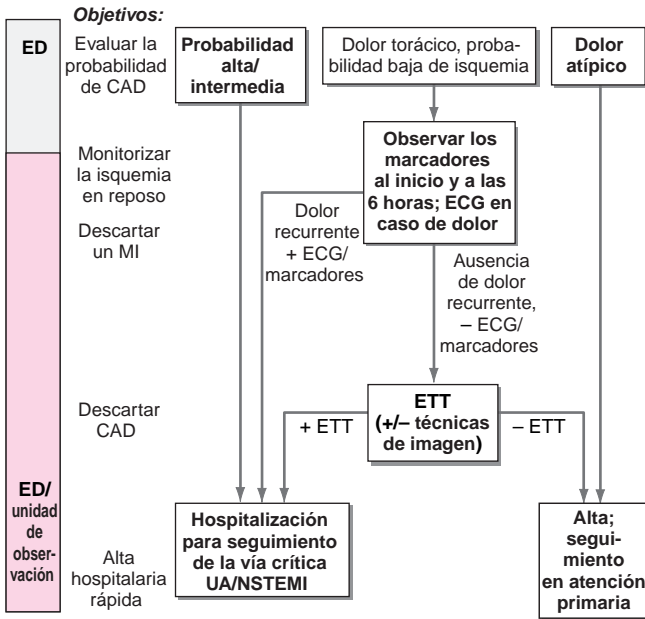 Objetivos:
ED
Evaluar la
probabilidad
de CAD
Probabilidad
alta/
intermedia
Dolor torácico, proba-
bilidad baja de isquemia
Dolor
atípico
Monitorizar
la isquemia
en reposo
Observar los
marcadores
al inicio y a las
6 horas; ECG en
caso de dolor
Descartar
un MI
Dolor
recurrente
+ ECG/
marcadores
Ausencia
de dolor
recurrente,
– ECG/
marcadores
Descartar
CAD
+ ETT
ETT
(+/– técnicas
de imagen)
– ETT
ED/
unidad
de
obser-
vación
Alta
hospitalaria
rápida
Hospitalización
para seguimiento
de la vía crítica
UA/NSTEMI
Alta;
segui-
miento
en atención
primaria